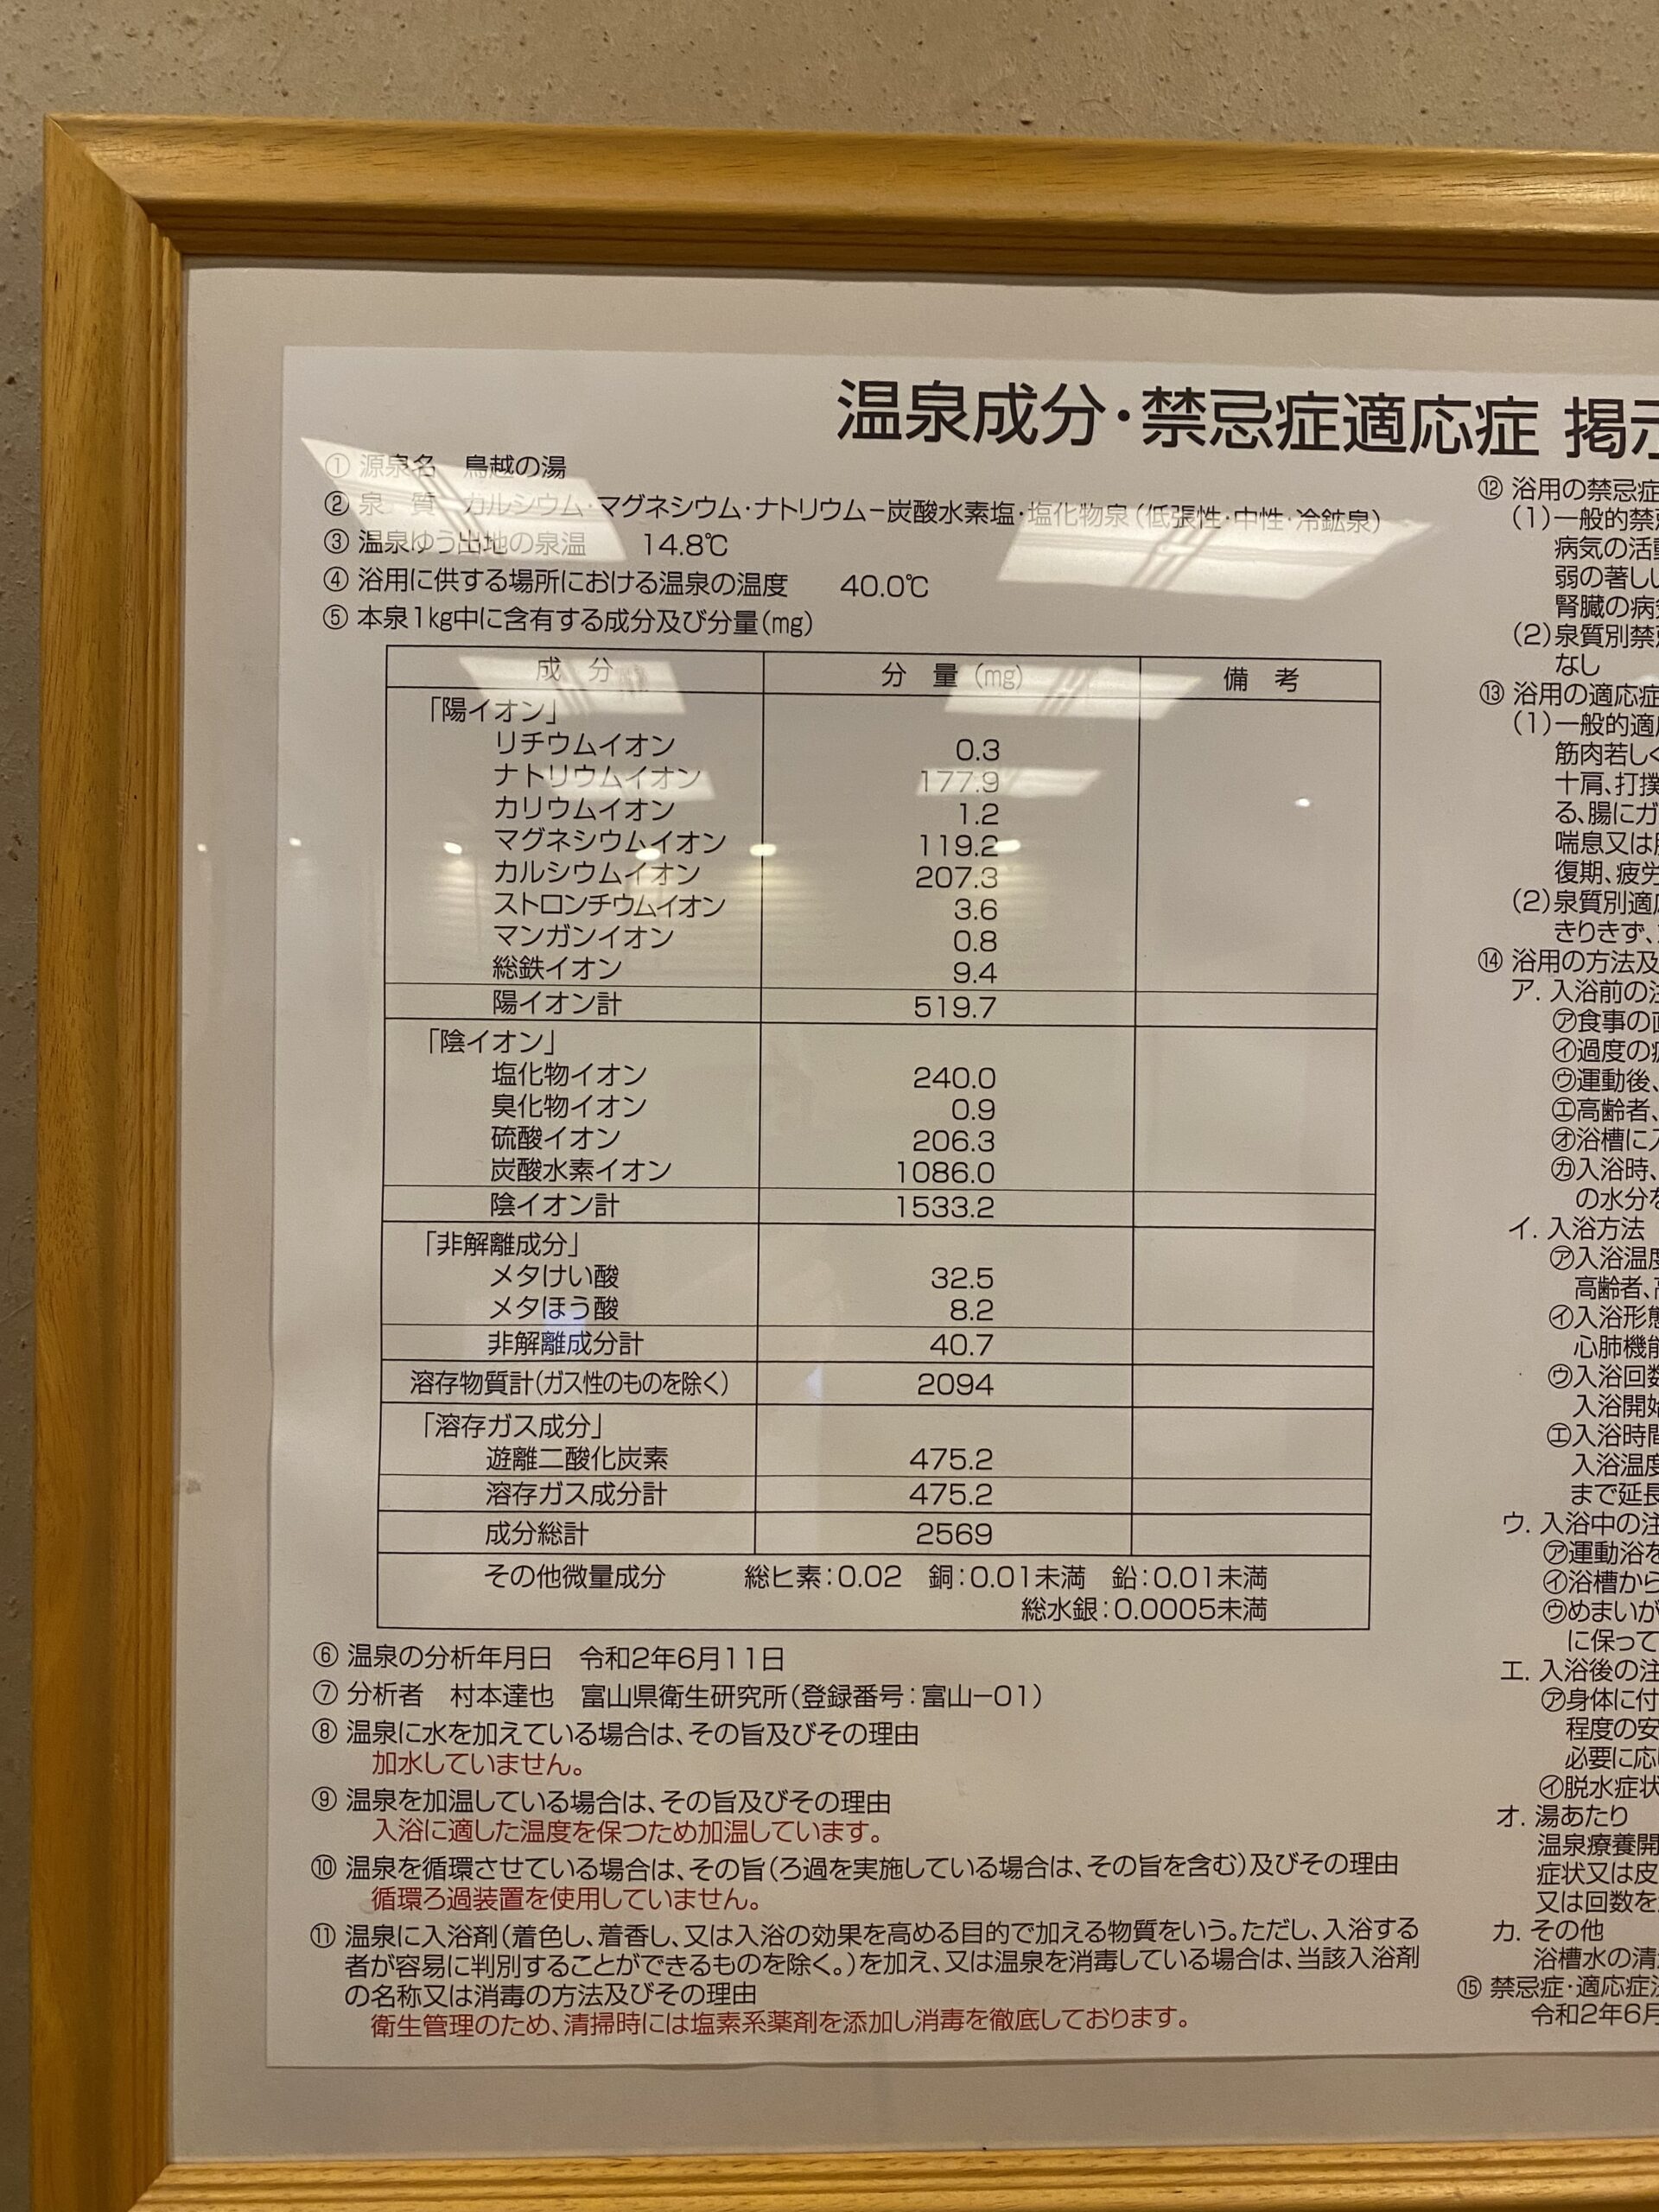 温泉成分・禁忌症適応症 掲示
① 源泉名 鳥越の湯
② 泉 質 カルシウム・マグネシウム・ナトリウム−炭酸水素塩・塩化物泉(低張性・中性・冷鉱泉)
③ 温泉ゆう出地の泉温 14.8℃
④ 浴用に供する場所における温泉の温度 40.0℃
⑤ 本泉1kg中に含有する成分及び分量(mg)
成 分 分 量 (mg) 備 考
「陽イオン」
リチウムイオン 0.3
ナトリウムイオン 177.9
カリウムイオン 1.2
マグネシウムイオン 119.2
カルシウムイオン 207.3
ストロンチウムイオン 3.6
マンガンイオン 0.8
総鉄イオン 9.4
陽イオン計 519.7
「陰イオン」
塩化物イオン 240.0
臭化物イオン 0.9
硫酸イオン 206.3
炭酸水素イオン 1086.0
陰イオン計 1533.2
「非解離成分」
メタけい酸 32.5
メタほう酸 8.2
非解離成分計 40.7
溶存物質計(ガス性のものを除く) 2094
「溶存ガス成分」
遊離二酸化炭素 475.2
溶存ガス成分計 475.2
成分総計 2569
その他微量成分 総ヒ素:0.02 銅:0.01未満 鉛:0.01未満
総水銀:0.0005未満
⑥ 温泉の分析年月日 令和2年6月11日
⑦ 分析者 村本達也 富山県衛生研究所(登録番号:富山−01)
⑧ 温泉に水を加えている場合は、その旨及びその理由
加水していません。
⑨ 温泉を加温している場合は、その旨及びその理由
入浴に適した温度を保つため加温しています。
⑩ 温泉を循環させている場合は、その旨(ろ過を実施している場合は、その旨を含む)及びその理由
循環ろ過装置を使用していません。
⑪ 温泉に入浴剤(着色し、着香し、又は入浴の効果を高める目的で加える物質をいう。ただし、入浴する
者が容易に判別することができるものを除く。)を加え、又は温泉を消毒している場合は、当該入浴剤
の名称又は消毒の方法及びその理由
衛生管理のため、清掃時には塩素系薬剤を添加し消毒を徹底しております。
⑫ 浴用の禁忌症
(1)一般的禁忌
病気の活動
弱の著しい
腎臓の病気
(2)泉質別禁忌
なし
⑬ 浴用の適応症
(1)一般的適応
筋肉若しく
十肩、打撲
る、腸にガ
喘息又は肺
復期、疲労
(2)泉質別適応
きりきず、
⑭ 浴用の方法及
ア. 入浴前の注
㋐食事の直
㋑過度の疲
㋒運動後、
㋓高齢者、
㋔浴槽に入
㋕入浴時、
の水分を
イ. 入浴方法
㋐入浴温度
高齢者、高
㋑入浴形態
心肺機能
㋒入浴回数
入浴開始
㋓入浴時間
入浴温度
まで延長
ウ. 入浴中の注
㋐運動浴を
㋑浴槽から
㋒めまいが
に保って
エ. 入浴後の注
㋐身体に付
程度の安
必要に応じ
㋑脱水症状
オ. 湯あたり
温泉療養開
症状又は皮
又は回数を
カ. その他
浴槽水の清
⑮ 禁忌症・適応症
令和2年6月